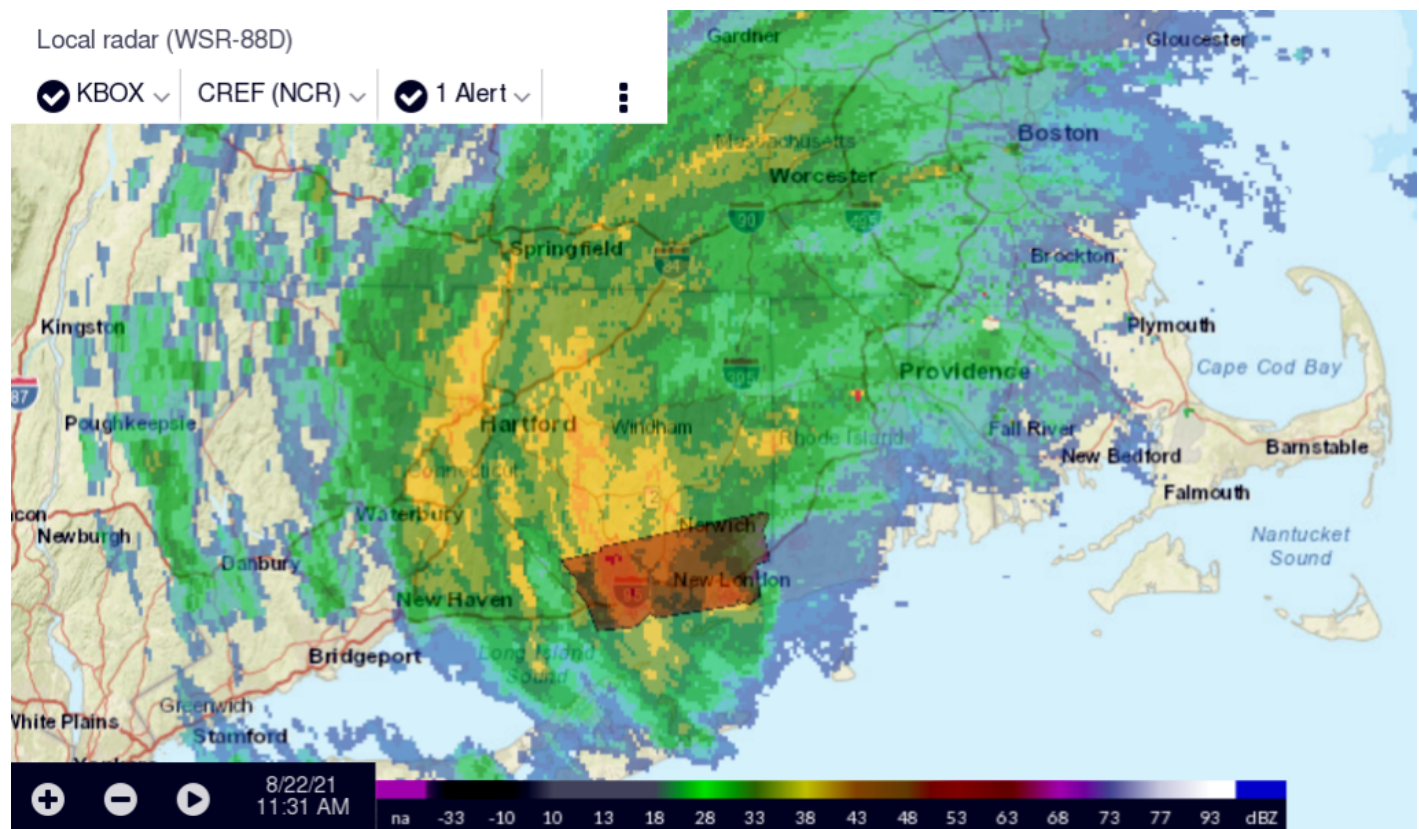 Local radar (WSR-88D)
KBOX
CREF (NCR)
1 Alert
Gardner
Gloucester
Massachusetts
Boston
Worcester
90
495
Springfield
84
Brockton
Kingston
Plymouth
Cape Cod Bay
87
395
Providence
Poughkeepsie
Hartford
Windham
Rhode Island
Fall River
Barnstable
Connecticut
New Bedford
2
Falmouth
Waterbury
Norwich
Newburgh
Nantucket
Sound
Danbury
New London
95
New Haven
Bridgeport
Long Island
Sound
Greenwich
White Plains
Stamford
8/22/21
11:31 AM
na -33 -10 10 13 18 28 33 38 43 48 53 63 68 73 77 93 dBZ